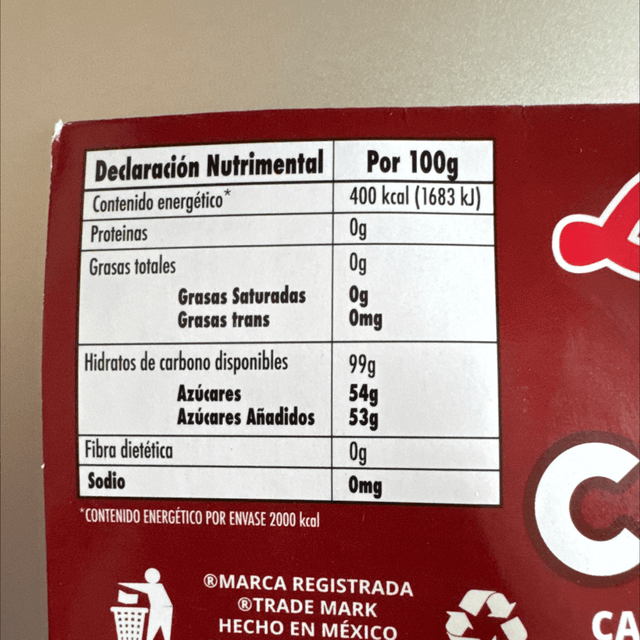 Declaración Nutrimental Por 100g
Contenido energético* 400 kcal (1683 kJ)
Proteinas 0g
Grasas totales 0g
Grasas Saturadas 0g
Grasas trans 0mg
Hidratos de carbono disponibles 99g
Azúcares 54g
Azúcares Añadidos 53g
Fibra dietética 0g
Sodio 0mg
*CONTENIDO ENERGÉTICO POR ENVASE 2000 kcal
®MARCA REGISTRADA
®TRADE MARK
HECHO EN MÉXICO
C
CA